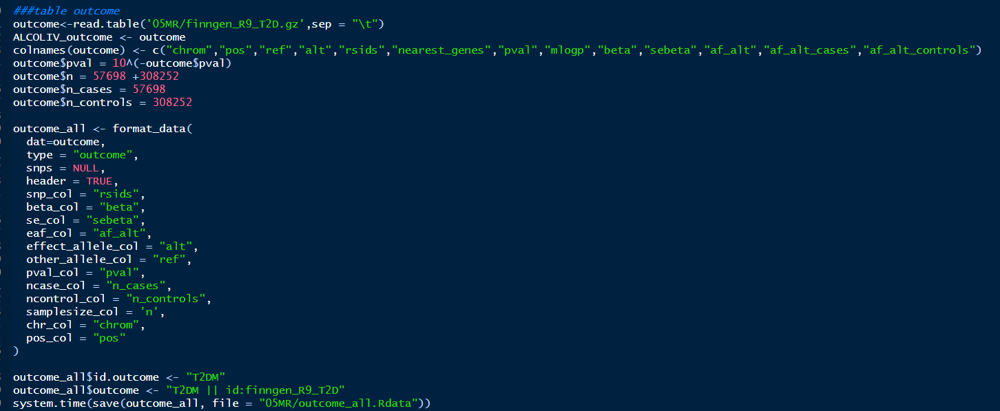 ###table outcome
outcome<-read.table('05MR/finngen_R9_T2D.gz',sep = "\t")
ALCOLIV_outcome <- outcome
colnames(outcome) <- c("chrom","pos","ref","alt","rsids","nearest_genes","pval","mlogp","beta","sebeta","af_alt","af_alt_cases","af_alt_controls")
outcome$pval = 10^(-outcome$pval)
outcome$n = 57698 +308252
outcome$n_cases = 57698
outcome$n_controls = 308252

outcome_all <- format_data(
  dat=outcome,
  type = "outcome",
  snps = NULL,
  header = TRUE,
  snp_col = "rsids",
  beta_col = "beta",
  se_col = "sebeta",
  eaf_col = "af_alt",
  effect_allele_col = "alt",
  other_allele_col = "ref",
  pval_col = "pval",
  ncase_col = "n_cases",
  ncontrol_col = "n_controls",
  samplesize_col = 'n',
  chr_col = "chrom",
  pos_col = "pos"
)

outcome_all$id.outcome <- "T2DM"
outcome_all$outcome <- "T2DM || id:finngen_R9_T2D"
system.time(save(outcome_all, file = "05MR/outcome_all.Rdata"))